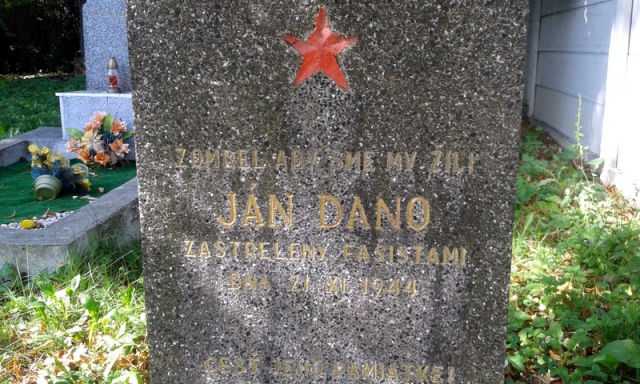 ZOMREL ABY SME MY ŽILI
JÁN DANO
ZASTRELENÝ FAŠISTAMI
DŇA 21. XI. 1944
ČESŤ JEHO PAMIATKE!